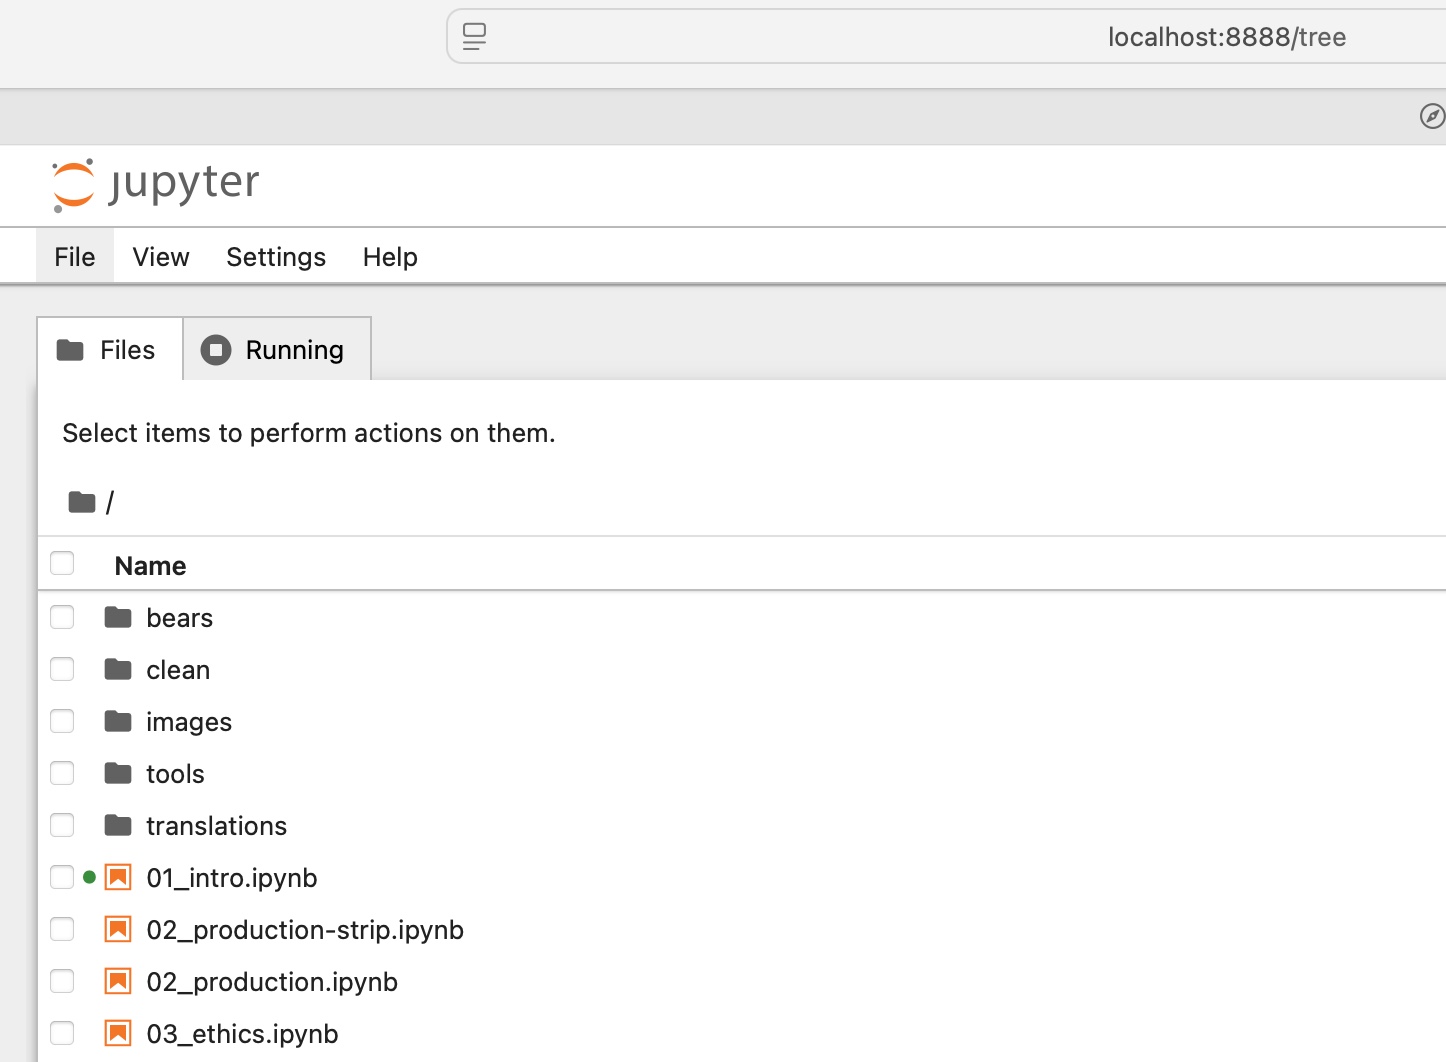 localhost:8888/tree
jupyter
File View Settings Help
Files Running
Select items to perform actions on them.
/
Name
bears
clean
images
tools
translations
01_intro.ipynb
02_production-strip.ipynb
02_production.ipynb
03_ethics.ipynb